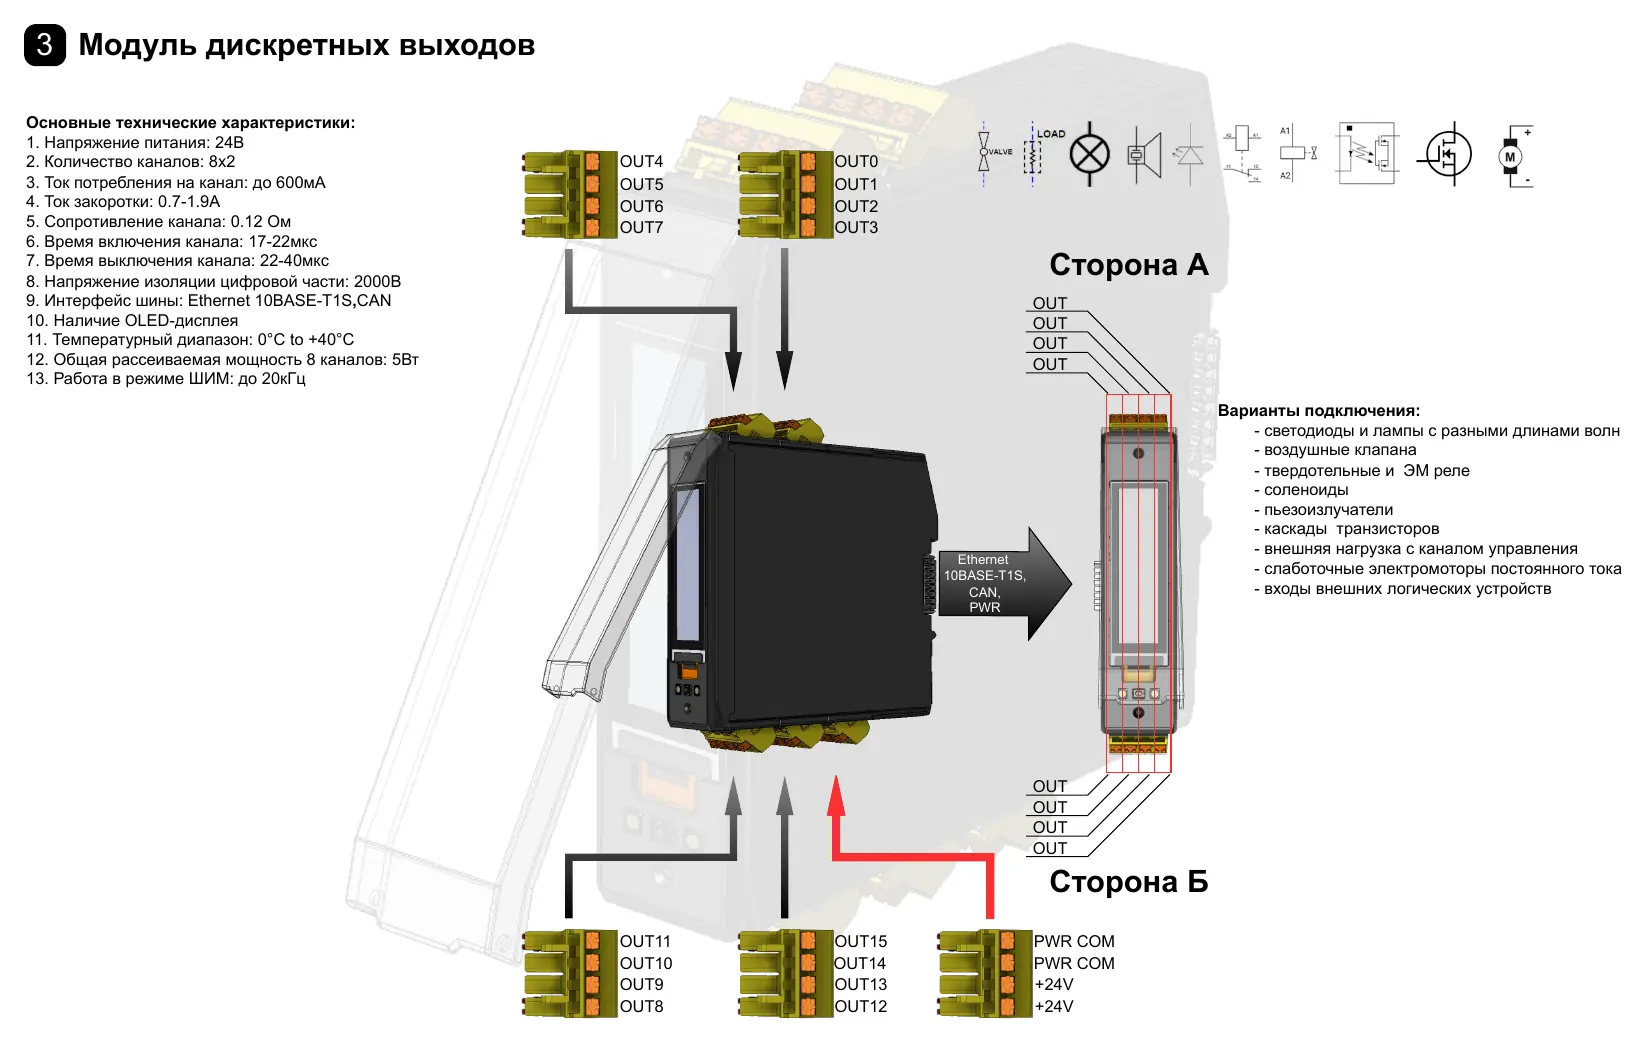 3 Модуль дискретных выходов
Основные технические характеристики:
1. Напряжение питания: 24В
2. Количество каналов: 8x2
3. Ток потребления на канал: до 600мА
4. Ток закоротки: 0.7-1.9А
5. Сопротивление канала: 0.12 Ом
6. Время включения канала: 17-22мкс
7. Время выключения канала: 22-40мкс
8. Напряжение изоляции цифровой части: 2000В
9. Интерфейс шины: Ethernet 10BASE-T1S,CAN
10. Наличие OLED-дисплея
11. Температурный диапазон: 0°C to +40°C
12. Общая рассеиваемая мощность 8 каналов: 5Вт
13. Работа в режиме ШИМ: до 20кГц
OUT4
OUT5
OUT6
OUT7
OUT0
OUT1
OUT2
OUT3
VALVE
LOAD
A2 A1
11
14
A1
A2
M
+
-
Сторона А
OUT
OUT
OUT
OUT
Варианты подключения:
- светодиоды и лампы с разными длинами волн
- воздушные клапана
- твердотельные и ЭМ реле
- соленоиды
- пьезоизлучатели
- каскады транзисторов
- внешняя нагрузка с каналом управления
- слаботочные электромоторы постоянного тока
- входы внешних логических устройств
Ethernet
10BASE-T1S,
CAN,
PWR
OUT
OUT
OUT
OUT
Сторона Б
OUT11
OUT10
OUT9
OUT8
OUT15
OUT14
OUT13
OUT12
PWR COM
PWR COM
+24V
+24V